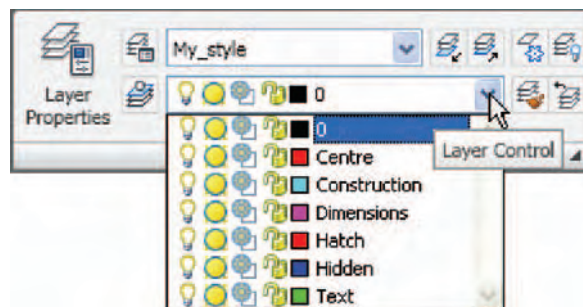 My_style
Layer
Properties
0
0
Layer Control
Centre
Construction
Dimensions
Hatch
Hidden
Text